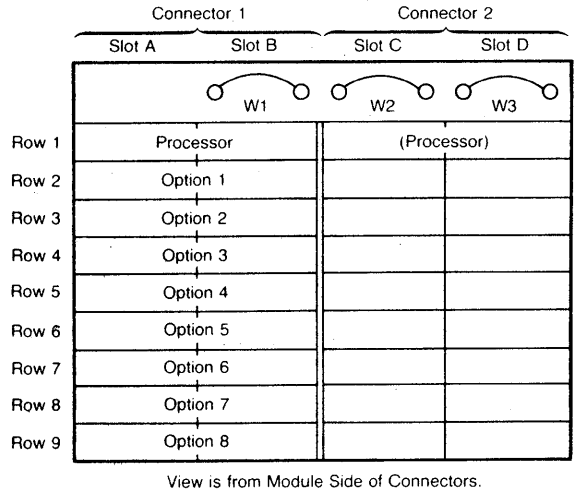 Connector 1 Connector 2
Slot A Slot B Slot C Slot D
W1 W2 W3
Row 1 Processor (Processor)
Row 2 Option 1
Row 3 Option 2
Row 4 Option 3
Row 5 Option 4
Row 6 Option 5
Row 7 Option 6
Row 8 Option 7
Row 9 Option 8
View is from Module Side of Connectors.